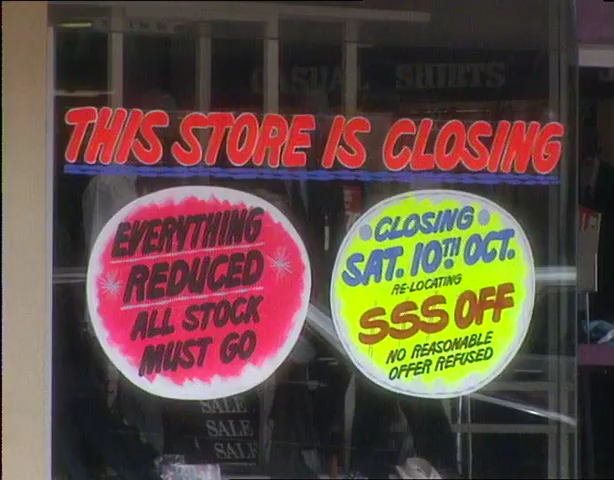 CASUAL SHIRTS
THIS STORE IS CLOSING
EVERYTHING
REDUCED
ALL STOCK
MUST GO
CLOSING
SAT. 10TH OCT.
RE-LOCATING
SSS OFF
NO REASONABLE
OFFER REFUSED
SALE
SALE
SALE